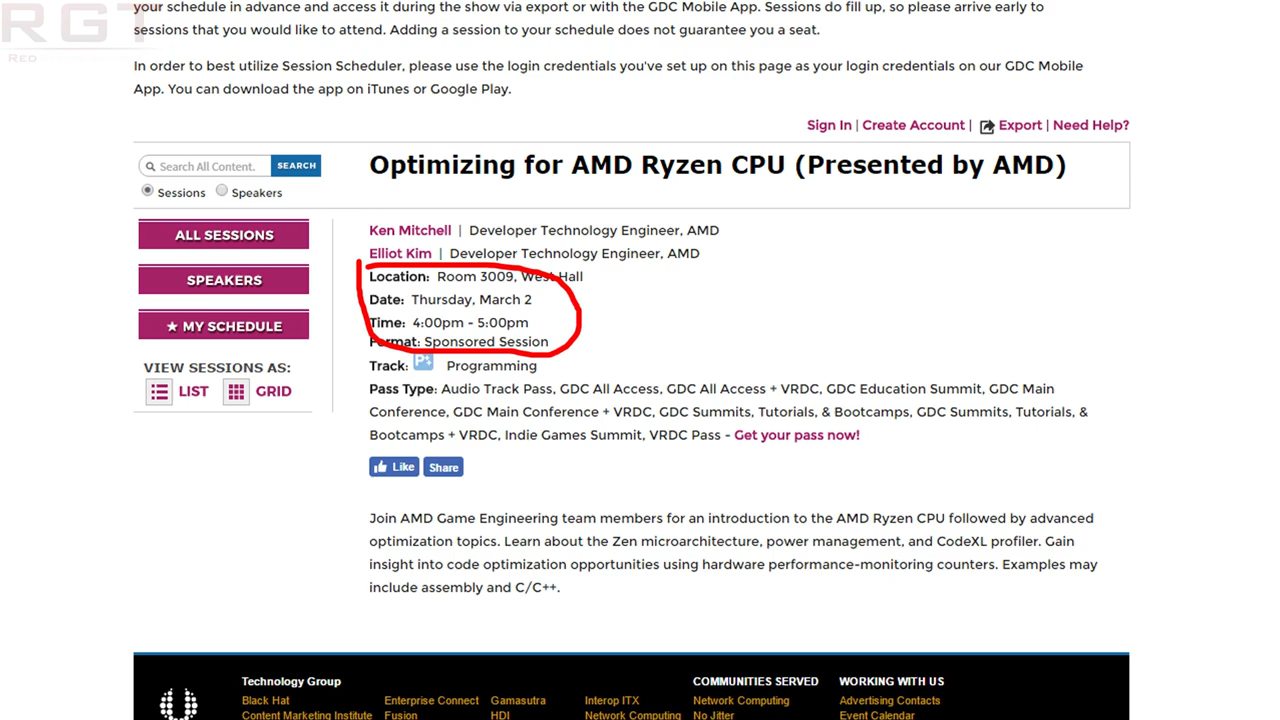 your schedule in advance and access it during the show via export or with the GDC Mobile App. Sessions do fill up, so please arrive early to
sessions that you would like to attend. Adding a session to your schedule does not guarantee you a seat.
RGT
RED
In order to best utilize Session Scheduler, please use the login credentials you've set up on this page as your login credentials on our GDC Mobile
App. You can download the app on iTunes or Google Play.
Sign In | Create Account | Export | Need Help?
Search All Content. SEARCH
Sessions Speakers
Optimizing for AMD Ryzen CPU (Presented by AMD)
ALL SESSIONS
SPEAKERS
★ MY SCHEDULE
VIEW SESSIONS AS:
LIST GRID
Ken Mitchell | Developer Technology Engineer, AMD
Elliot Kim | Developer Technology Engineer, AMD
Location: Room 3009, West Hall
Date: Thursday, March 2
Time: 4:00pm - 5:00pm
Format: Sponsored Session
Track: P+ Programming
Pass Type: Audio Track Pass, GDC All Access, GDC All Access + VRDC, GDC Education Summit, GDC Main
Conference, GDC Main Conference + VRDC, GDC Summits, Tutorials, & Bootcamps, GDC Summits, Tutorials, &
Bootcamps + VRDC, Indie Games Summit, VRDC Pass - Get your pass now!
Like Share
Join AMD Game Engineering team members for an introduction to the AMD Ryzen CPU followed by advanced
optimization topics. Learn about the Zen microarchitecture, power management, and CodeXL profiler. Gain
insight into code optimization opportunities using hardware performance-monitoring counters. Examples may
include assembly and C/C++.
Technology Group COMMUNITIES SERVED WORKING WITH US
Black Hat Enterprise Connect Gamasutra Interop ITX Network Computing Advertising Contacts
Content Marketing Institute Fusion HDI Network Computing No Jitter Event Calendar